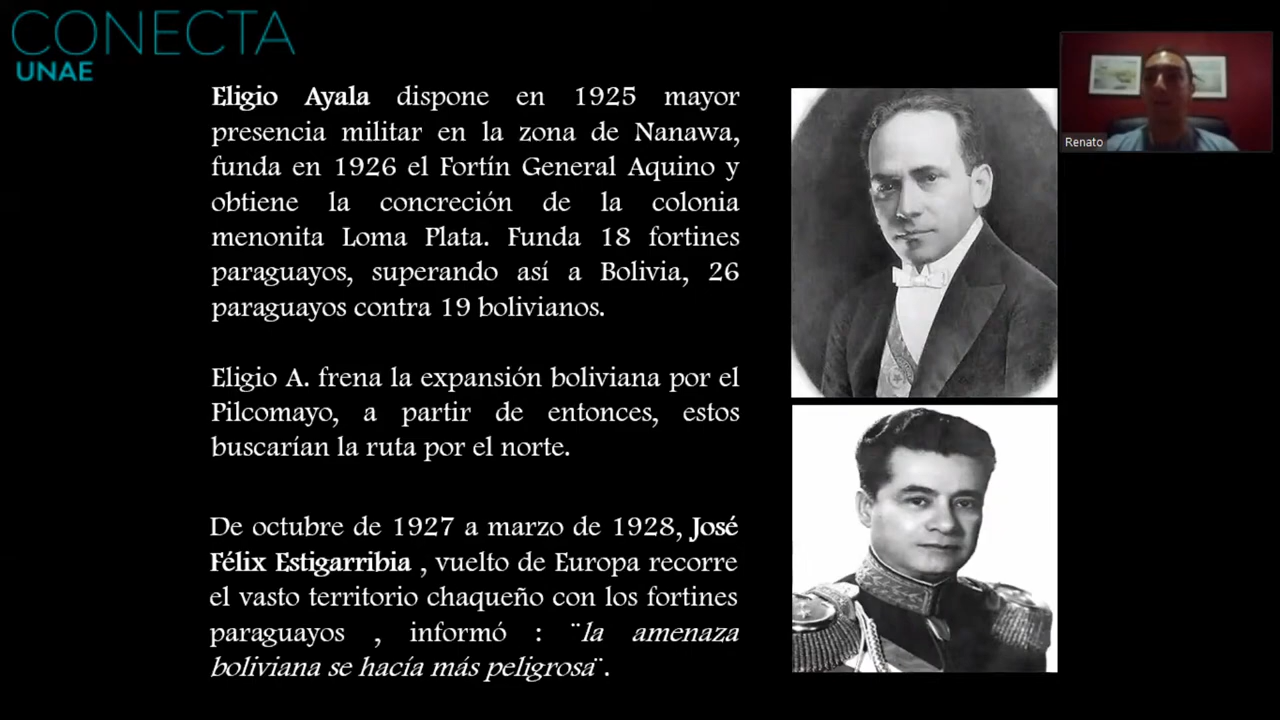 CONECTA
UNAE
Eligio Ayala dispone en 1925 mayor
presencia militar en la zona de Nanawa,
funda en 1926 el Fortín General Aquino y
obtiene la concreción de la colonia
menonita Loma Plata. Funda 18 fortines
paraguayos, superando así a Bolivia, 26
paraguayos contra 19 bolivianos.
Eligio A. frena la expansión boliviana por el
Pilcomayo, a partir de entonces, estos
buscarían la ruta por el norte.
De octubre de 1927 a marzo de 1928, José
Félix Estigarribia , vuelto de Europa recorre
el vasto territorio chaqueño con los fortines
paraguayos , informó : ¨la amenaza
boliviana se hacía más peligrosa¨.
Renato